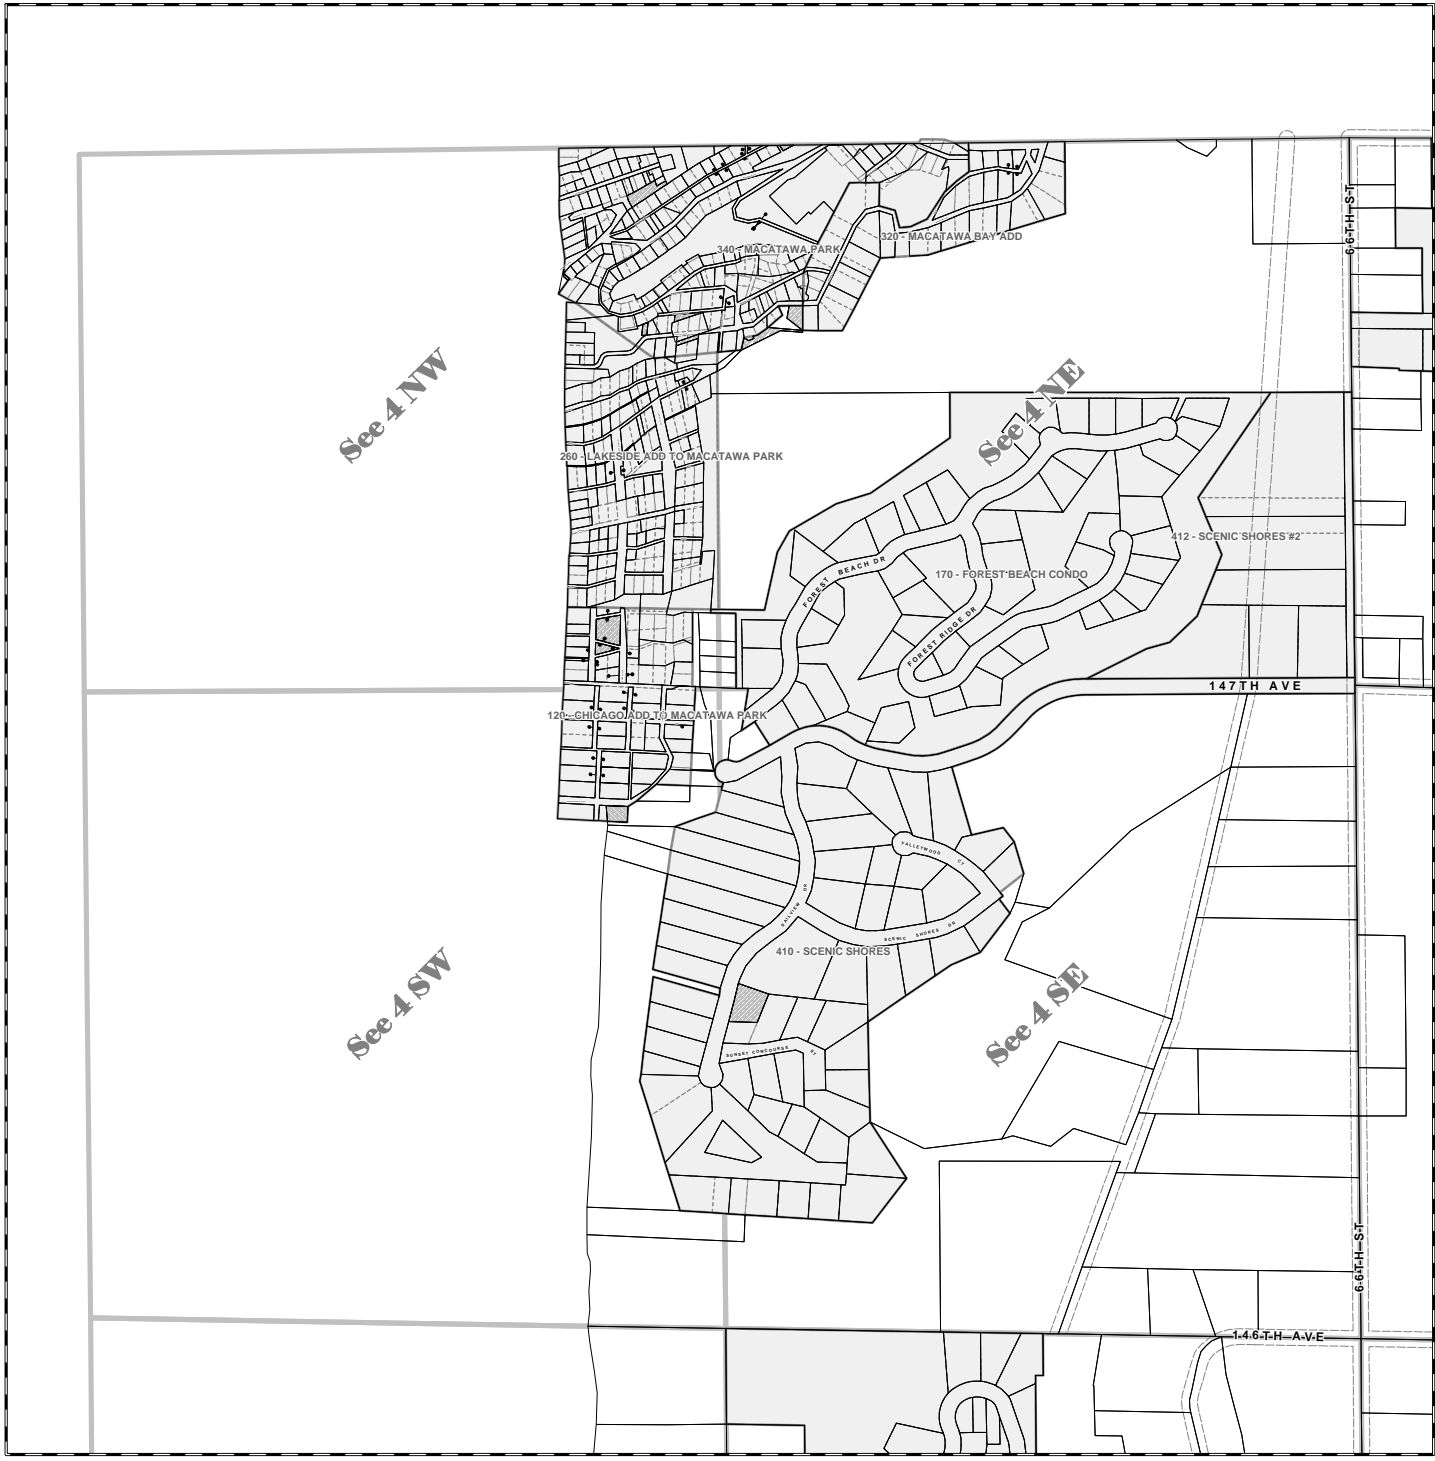 66TH ST
320 - MACATAWA BAY ADD
340 - MACATAWA PARK
See 4 NW
See 4 NE
260 - LAKESIDE ADD TO MACATAWA PARK
412 - SCENIC SHORES #2
FOREST BEACH DR
170 - FOREST BEACH CONDO
FOREST RIDGE DR
147TH AVE
120 - CHICAGO ADD TO MACATAWA PARK
VALLEYWOOD CT
SAILVIEW DR
SCENIC SHORES DR
410 - SCENIC SHORES
See 4 SW
See 4 SE
SUNSET CONCOURSE ST
66TH ST
146TH AVE